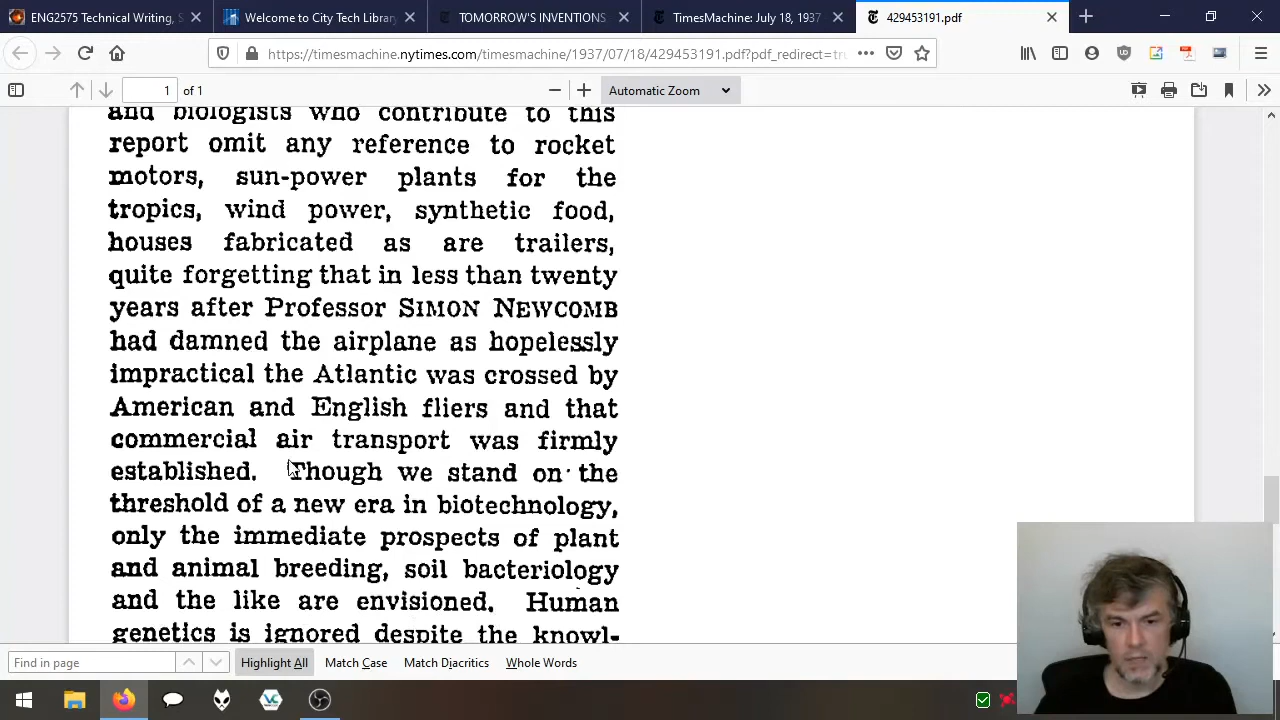 ENG2575 Technical Writing, S
Welcome to City Tech Library
TOMORROW'S INVENTIONS
TimesMachine: July 18, 1937
429453191.pdf
https://timesmachine.nytimes.com/timesmachine/1937/07/18/429453191.pdf?pdf_redirect=tru
1 of 1
Automatic Zoom
and biologists who contribute to this
report omit any reference to rocket
motors, sun-power plants for the
tropics, wind power, synthetic food,
houses fabricated as are trailers,
quite forgetting that in less than twenty
years after Professor SIMON NEWCOMB
had damned the airplane as hopelessly
impractical the Atlantic was crossed by
American and English fliers and that
commercial air transport was firmly
established. Though we stand on the
threshold of a new era in biotechnology,
only the immediate prospects of plant
and animal breeding, soil bacteriology
and the like are envisioned. Human
genetics is ignored despite the knowl-
Find in page
Highlight All
Match Case
Match Diacritics
Whole Words